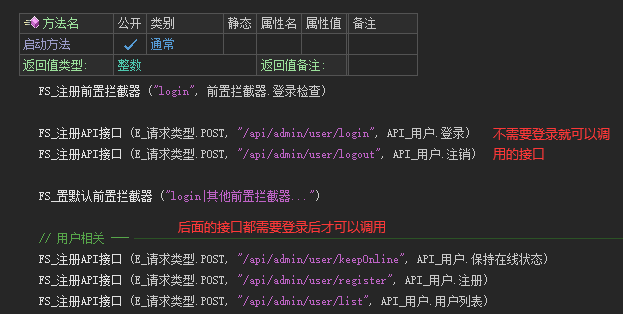 方法名 公开 类别 静态 属性名 属性值 备注
启动方法 通常
返回值类型: 整数 返回值备注:
FS_注册前置拦截器 ("login", 前置拦截器.登录检查)
FS_注册API接口 (E_请求类型.POST, "/api/admin/user/login", API_用户.登录)
不需要登录就可以调
FS_注册API接口 (E_请求类型.POST, "/api/admin/user/logout", API_用户.注销)
用的接口
FS_置默认前置拦截器 ("login|其他前置拦截器...")
后面的接口都需要登录后才可以调用
// 用户相关 ——
FS_注册API接口 (E_请求类型.POST, "/api/admin/user/keepOnline", API_用户.保持在线状态)
FS_注册API接口 (E_请求类型.POST, "/api/admin/user/register", API_用户.注册)
FS_注册API接口 (E_请求类型.POST, "/api/admin/user/list", API_用户.用户列表)